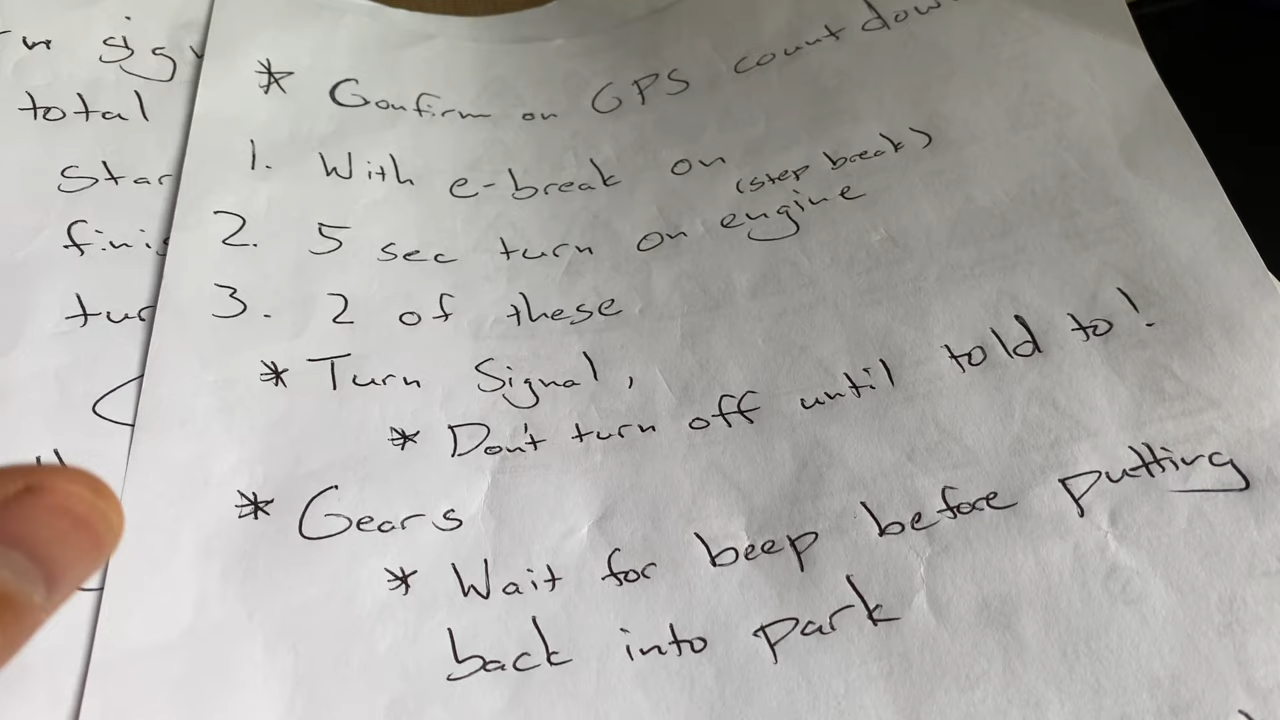 sig
total
star
finis
tur
* Confirm on GPS countdow
1. With e-break on
(step break)
2. 5 sec turn on engine
3. 2 of these
* Turn Signal,
* Don't turn off until told to!
* Gears
* Wait for beep before putting
back into park